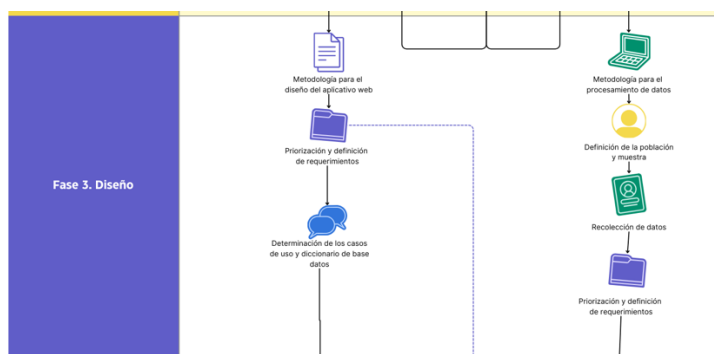 Fase 3. Diseño
Metodología para el
diseño del aplicativo web
Priorización y definición
de requerimientos
Determinación de los casos
de uso y diccionario de base
datos
Metodología para el
procesamiento de datos
Definición de la población
y muestra
Recolección de datos
Priorización y definición
de requerimientos